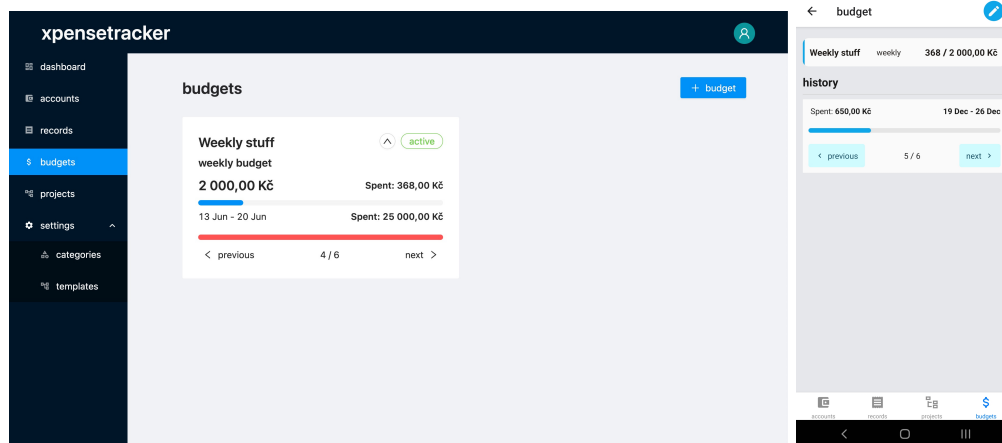 xpensetracker
dashboard
accounts
records
$ budgets
projects
settings
categories
templates
budgets
+ budget
Weekly stuff
active
weekly budget
2 000,00 Kč
Spent: 368,00 Kč
13 Jun - 20 Jun
Spent: 25 000,00 Kč
< previous 4 / 6 next >
← budget
Weekly stuff weekly 368 / 2 000,00 Kč
history
Spent: 650,00 Kč 19 Dec - 26 Dec
< previous 5 / 6 next >
accounts records projects budgets